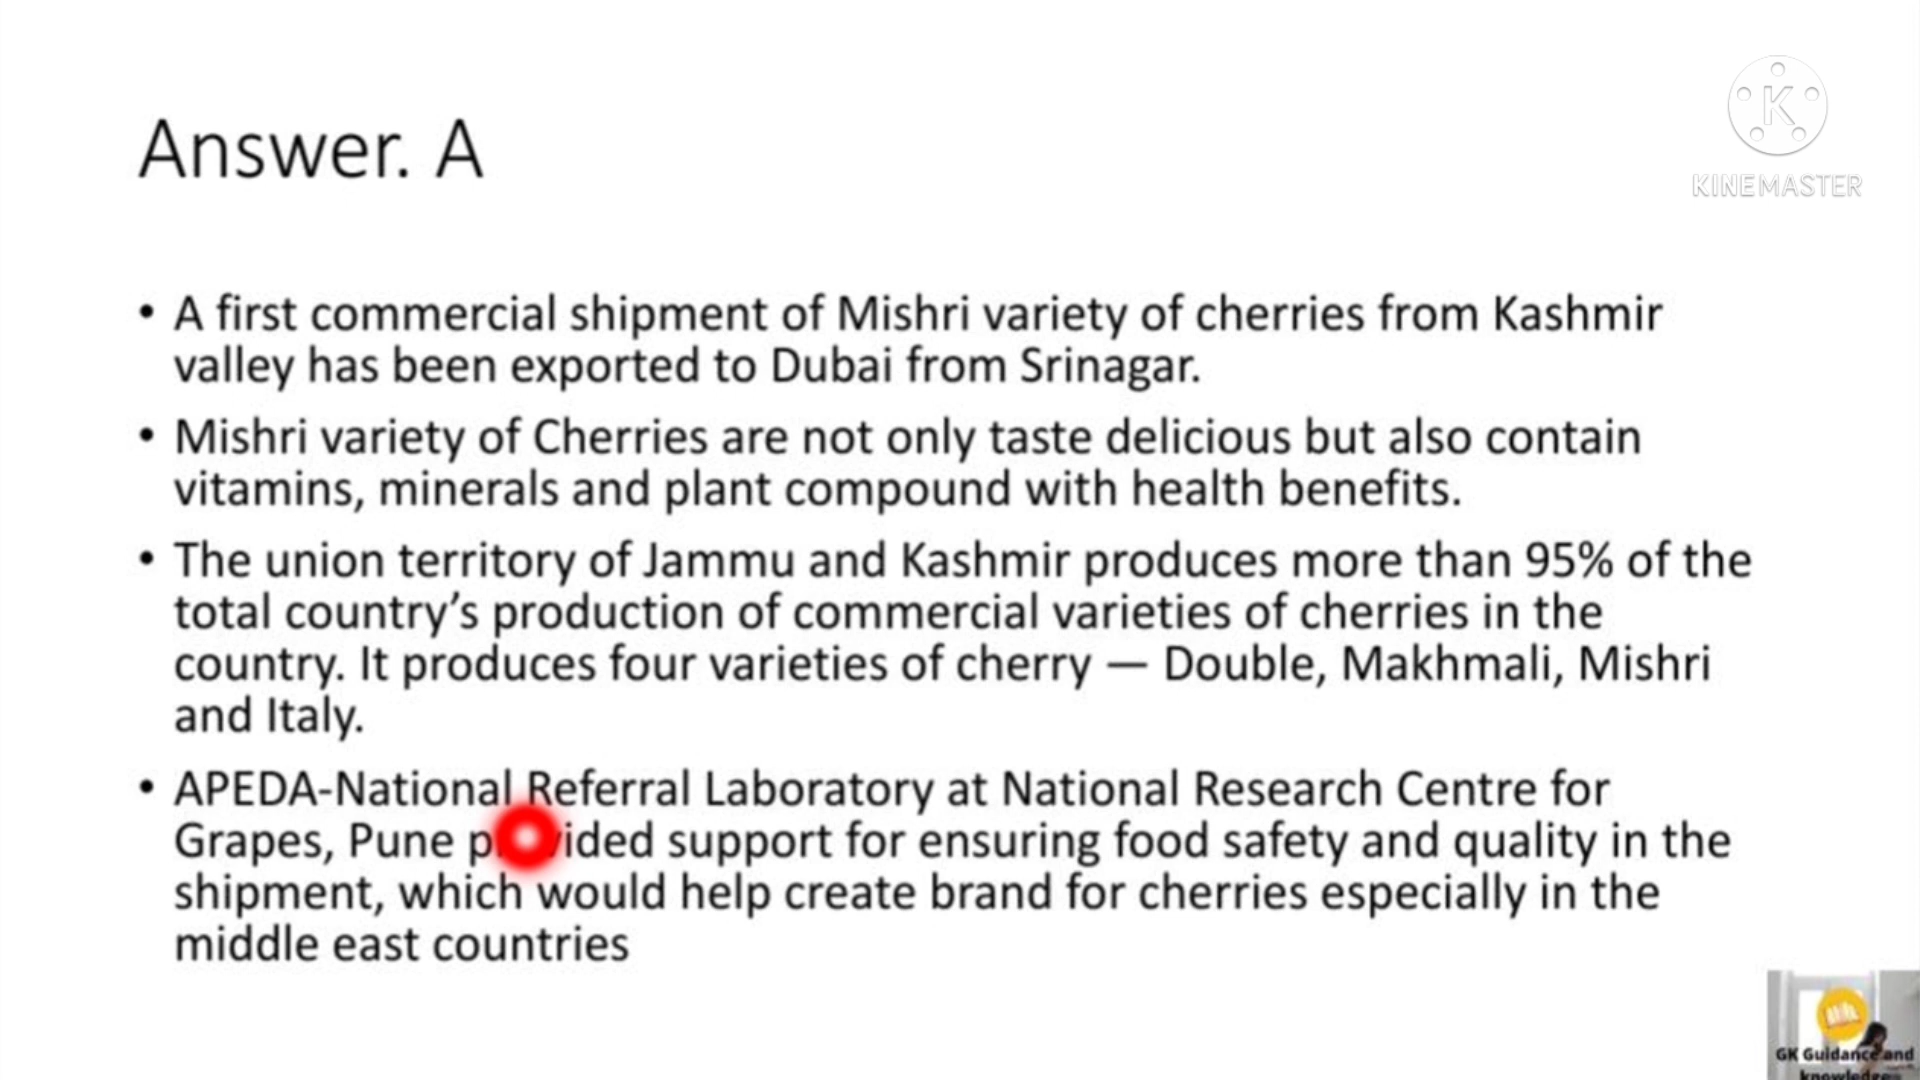 Answer. A
K
KINEMASTER
• A first commercial shipment of Mishri variety of cherries from Kashmir
valley has been exported to Dubai from Srinagar.
• Mishri variety of Cherries are not only taste delicious but also contain
vitamins, minerals and plant compound with health benefits.
• The union territory of Jammu and Kashmir produces more than 95% of the
total country’s production of commercial varieties of cherries in the
country. It produces four varieties of cherry — Double, Makhmali, Mishri
and Italy.
• APEDA-National Referral Laboratory at National Research Centre for
Grapes, Pune provided support for ensuring food safety and quality in the
shipment, which would help create brand for cherries especially in the
middle east countries
GK Guidance and
knowledge